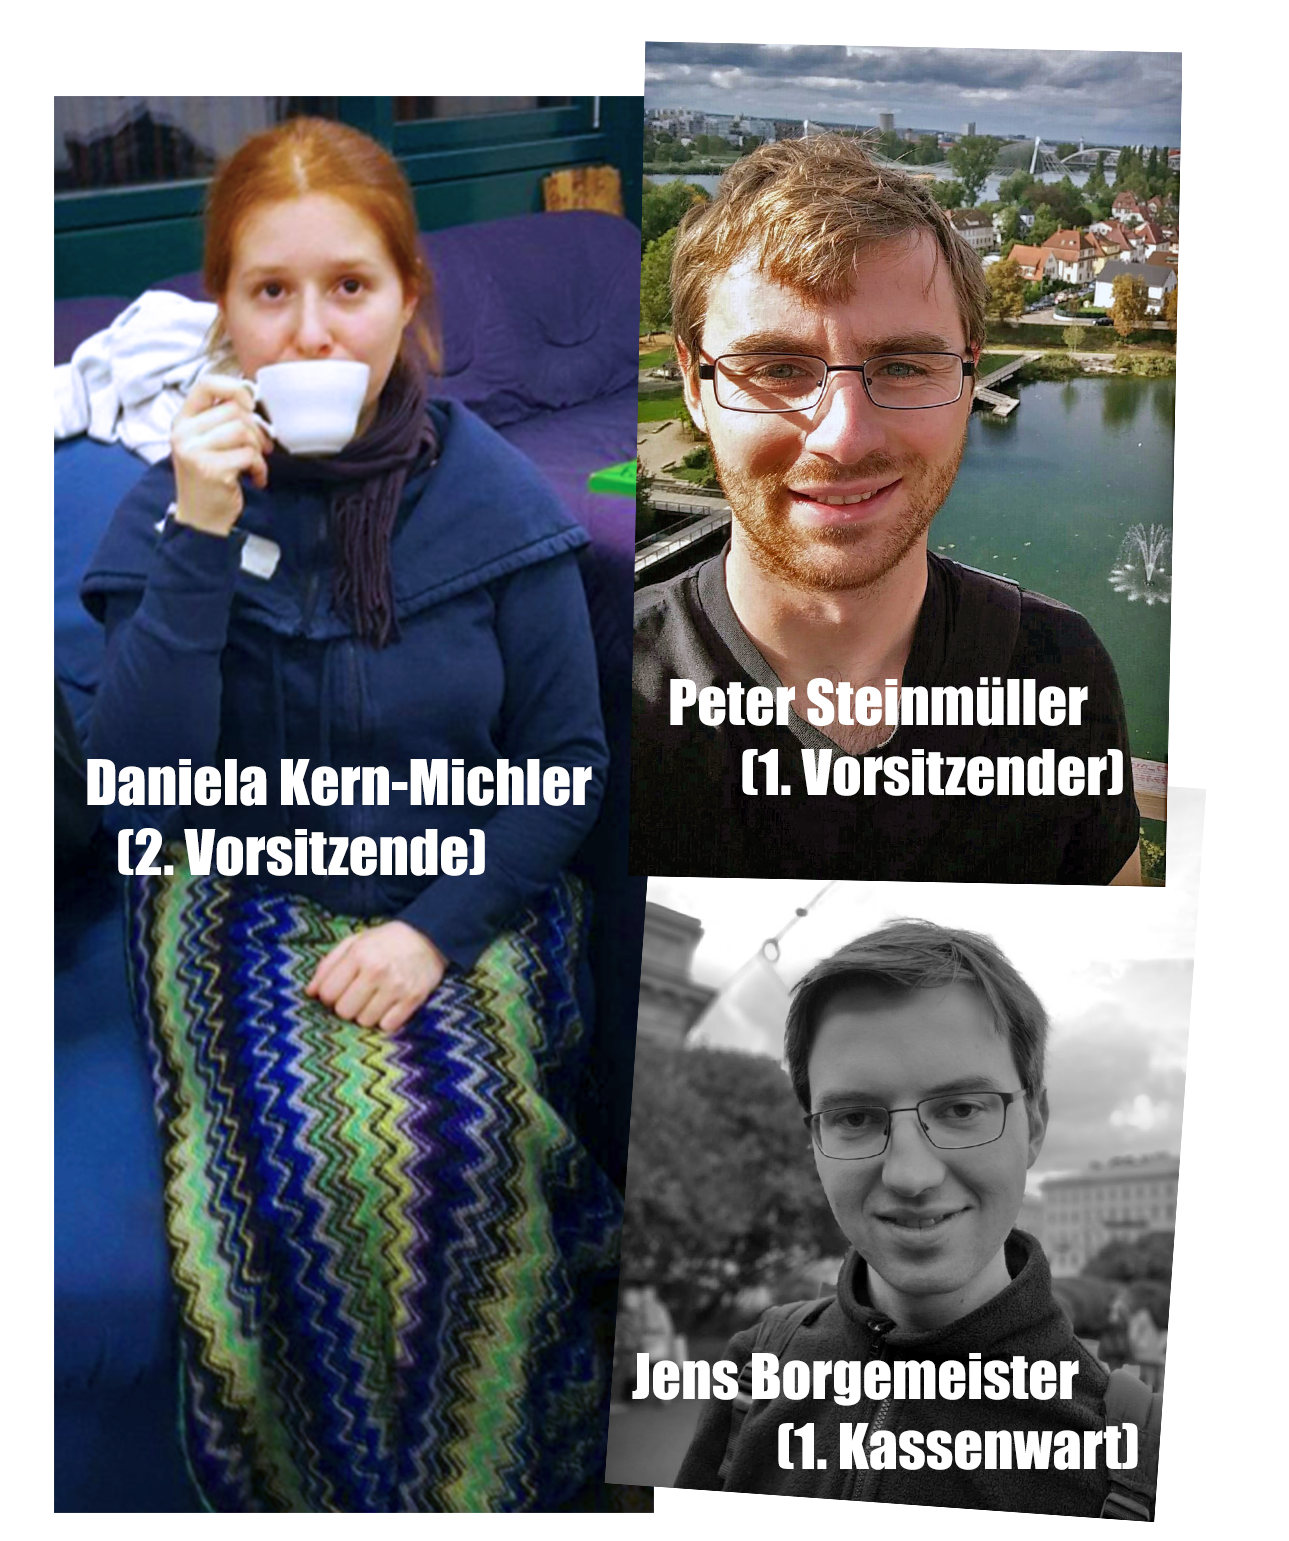 Peter Steinmüller
(1. Vorsitzender)
Daniela Kern-Michler
(2. Vorsitzende)
Jens Borgemeister
(1. Kassenwart)